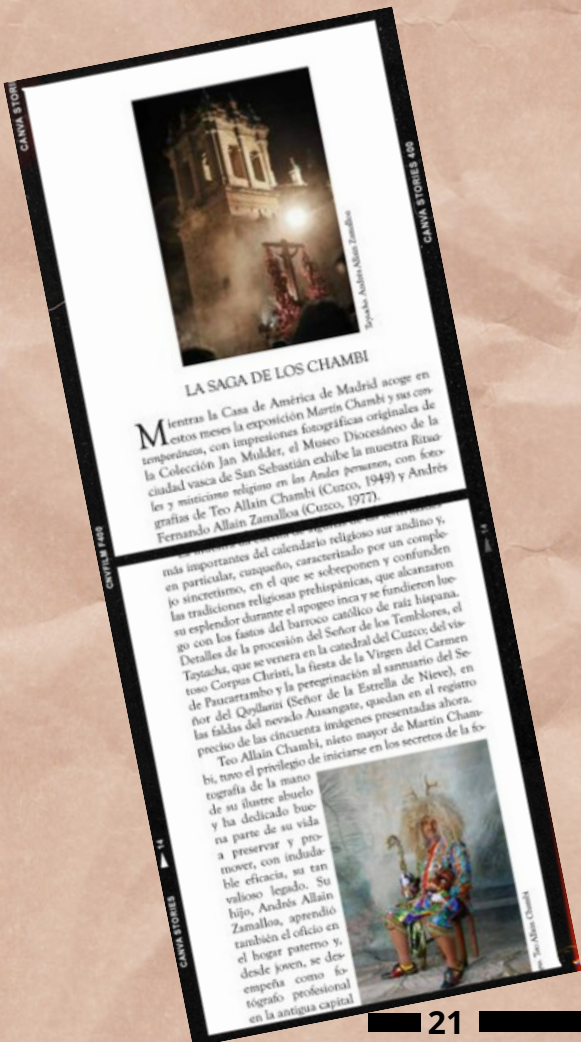 CANVA STORI
CANVA STORIES 400
Taytacha. Andrés Allain Zamalloa
LA SAGA DE LOS CHAMBI
Mientras la Casa de América de Madrid acoge en
estos meses la exposición Martín Chambi y sus con-
temporáneos, con impresiones fotográficas originales de
la Colección Jan Mulder, el Museo Diocesáneo de la
ciudad vasca de San Sebastián exhibe la muestra Ritua-
les y misticismo religioso en los Andes peruanos, con foto-
grafías de Teo Allain Chambi (Cuzco, 1949) y Andrés
Fernando Allain Zamalloa (Cuzco, 1977).
CNVFILM F400
14
más importantes del calendario religioso sur andino y,
en particular, cusqueño, caracterizado por un comple-
jo sincretismo, en el que se sobreponen y confunden
las tradiciones religiosas prehispánicas, que alcanzaron
su esplendor durante el apogeo inca y se fundieron lue-
go con los fastos del barroco católico de raíz hispana.
Detalles de la procesión del Señor de los Temblores, el
Taytacha, que se venera en la catedral del Cuzco; del vis-
toso Corpus Christi, la fiesta de la Virgen del Carmen
de Paucartambo y la peregrinación al santuario del Se-
ñor del Qoylluriti (Señor de la Estrella de Nieve), en
las faldas del nevado Ausangate, quedan en el registro
preciso de las cincuenta imágenes presentadas ahora.
Teo Allain Chambi, nieto mayor de Martín Cham-
bi, tuvo el privilegio de iniciarse en los secretos de la fo-
tografía de la mano
de su ilustre abuelo
y ha dedicado bue-
na parte de su vida
a preservar y pro-
mover, con induda-
ble eficacia, su tan
valioso legado. Su
hijo, Andrés Allain
Zamalloa, aprendió
también el oficio en
el hogar paterno y,
desde joven, se des-
empeña como fo-
tógrafo profesional
en la antigua capital
14
CANVA STORIES
Teo Allain Chambi
21